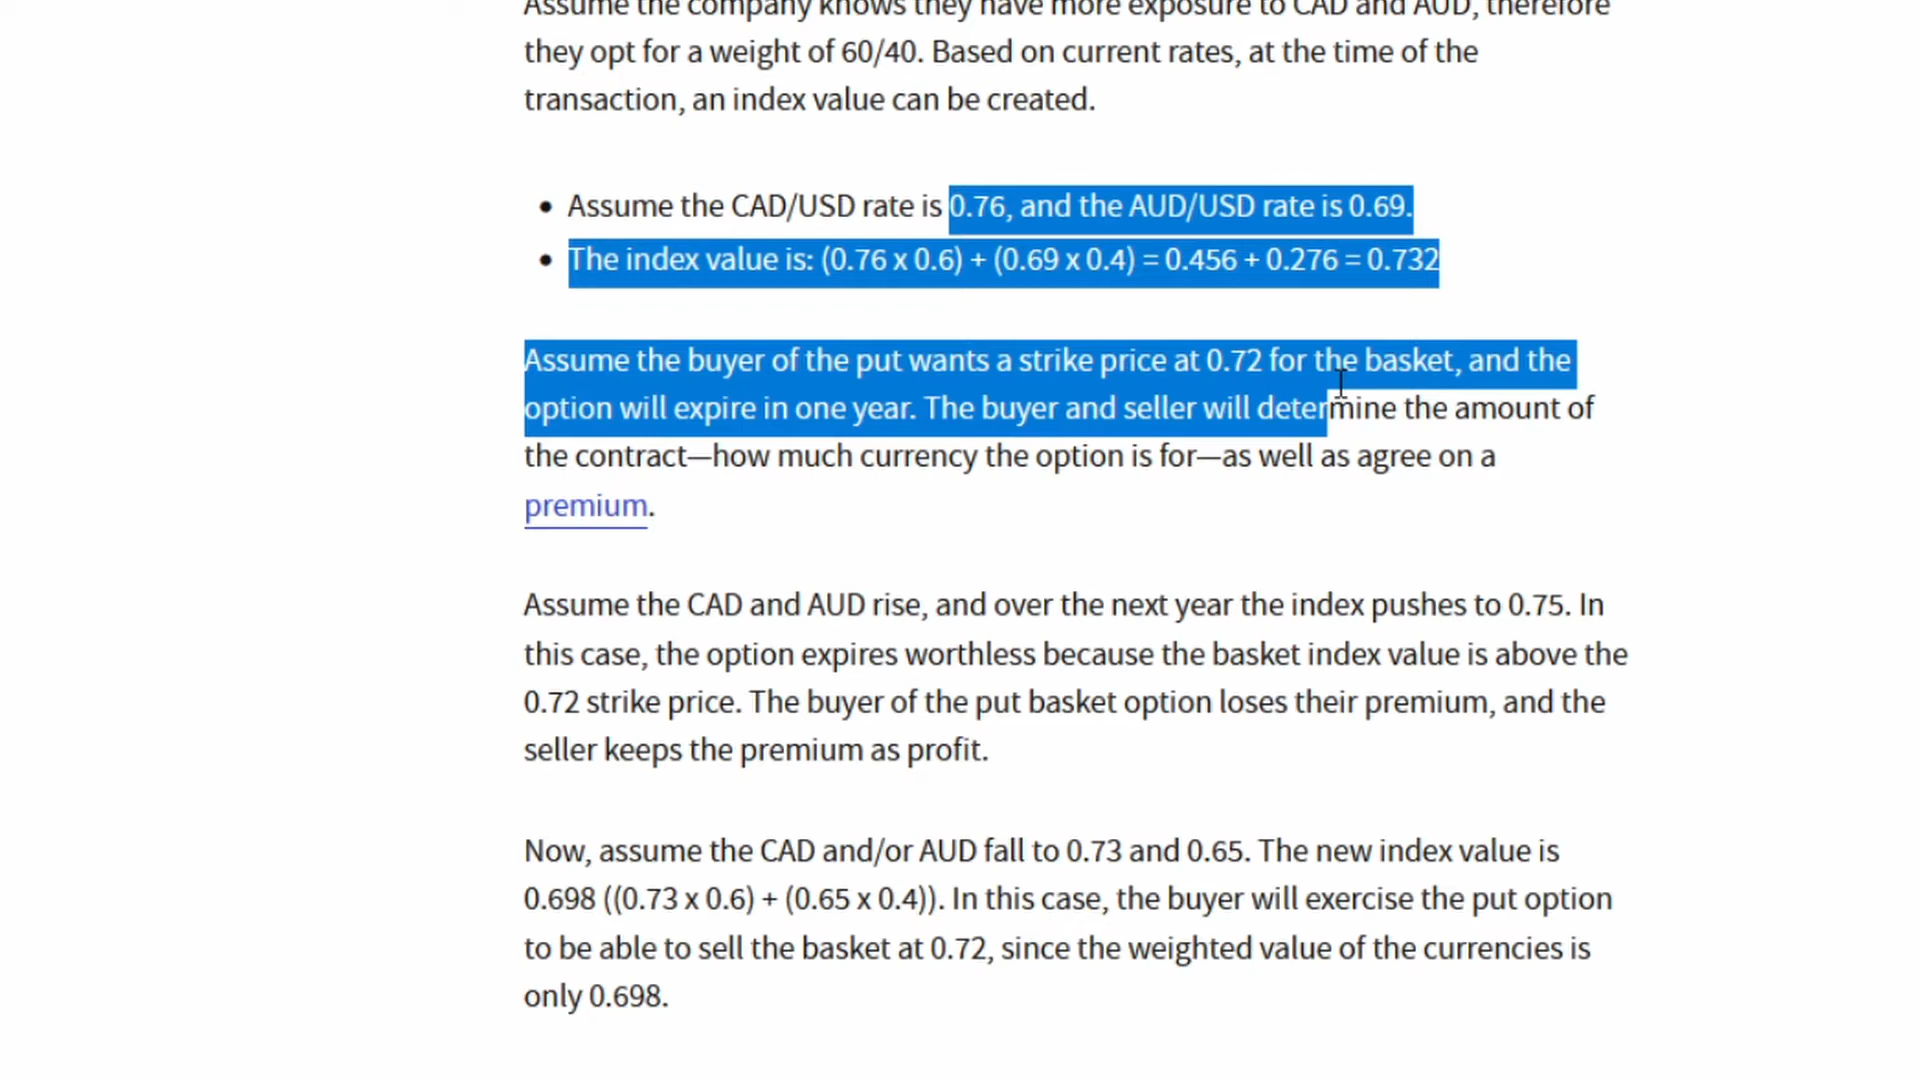 Assume the company knows they have more exposure to CAD and AUD, therefore
they opt for a weight of 60/40. Based on current rates, at the time of the
transaction, an index value can be created.
• Assume the CAD/USD rate is 0.76, and the AUD/USD rate is 0.69.
• The index value is: (0.76 x 0.6) + (0.69 x 0.4) = 0.456 + 0.276 = 0.732
Assume the buyer of the put wants a strike price at 0.72 for the basket, and the
option will expire in one year. The buyer and seller will determine the amount of
the contract—how much currency the option is for—as well as agree on a
premium.
Assume the CAD and AUD rise, and over the next year the index pushes to 0.75. In
this case, the option expires worthless because the basket index value is above the
0.72 strike price. The buyer of the put basket option loses their premium, and the
seller keeps the premium as profit.
Now, assume the CAD and/or AUD fall to 0.73 and 0.65. The new index value is
0.698 ((0.73 x 0.6) + (0.65 x 0.4)). In this case, the buyer will exercise the put option
to be able to sell the basket at 0.72, since the weighted value of the currencies is
only 0.698.